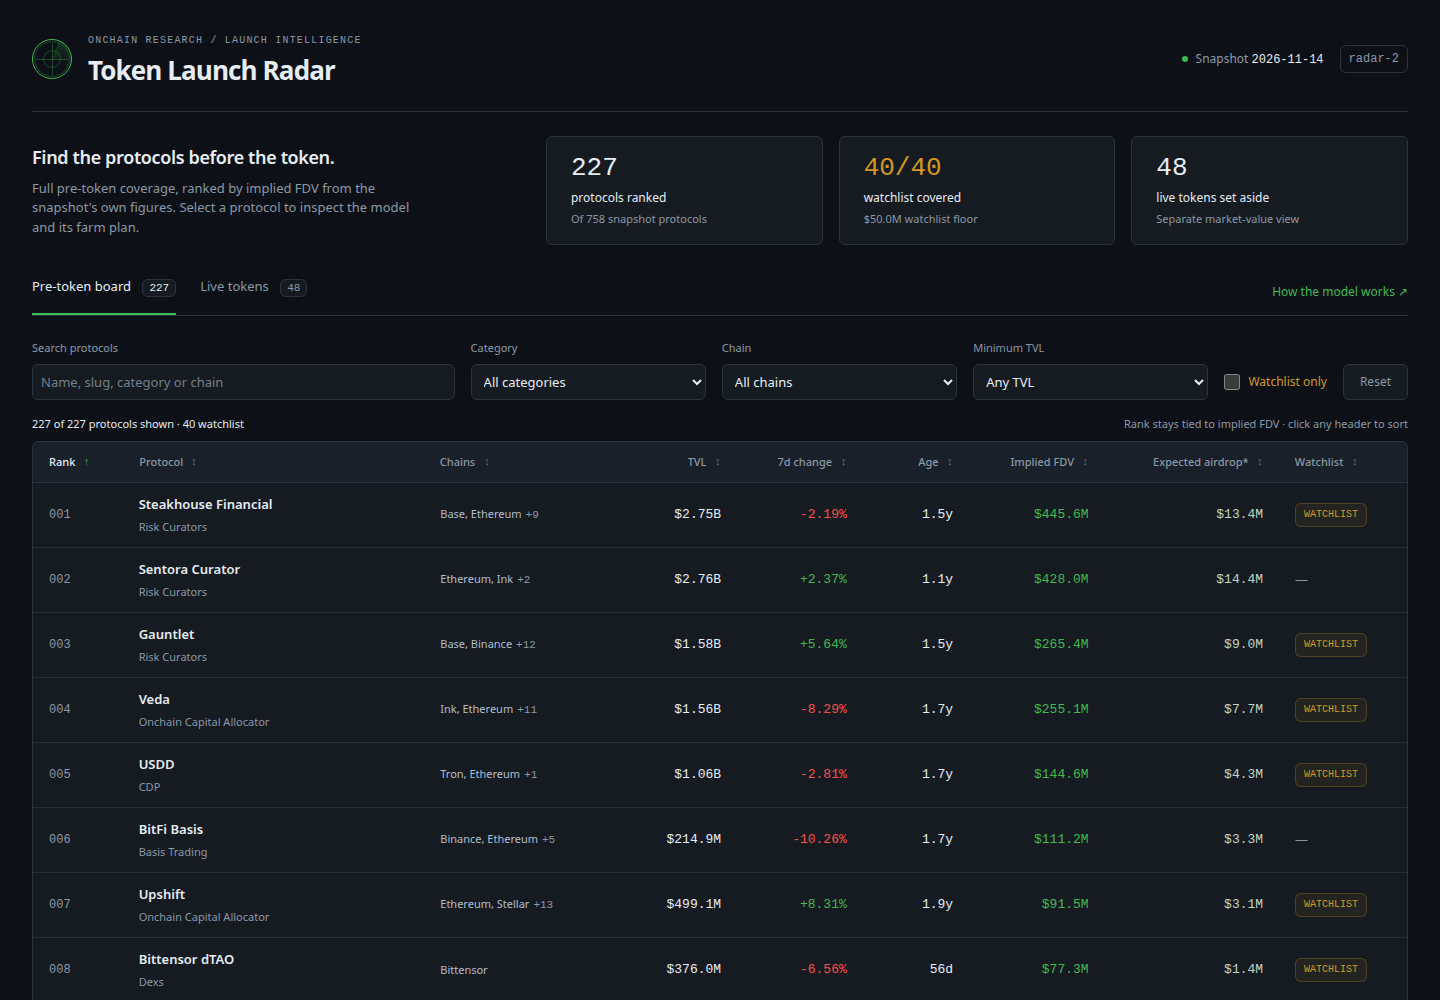 ONCHAIN RESEARCH / LAUNCH INTELLIGENCE
Token Launch Radar
Snapshot 2026-11-14
radar-2
Find the protocols before the token.
Full pre-token coverage, ranked by implied FDV from the
snapshot's own figures. Select a protocol to inspect the model
and its farm plan.
227
protocols ranked
Of 758 snapshot protocols
40/40
watchlist covered
$50.0M watchlist floor
48
live tokens set aside
Separate market-value view
Pre-token board 227
Live tokens 48
How the model works ↗
Search protocols
Category
Chain
Minimum TVL
Name, slug, category or chain
All categories
All chains
Any TVL
Watchlist only
Reset
227 of 227 protocols shown · 40 watchlist
Rank stays tied to implied FDV · click any header to sort
Rank ↑ Protocol ↕ Chains ↕ TVL ↕ 7d change ↕ Age ↕ Implied FDV ↕ Expected airdrop* ↕ Watchlist ↕
001 Steakhouse Financial Base, Ethereum +9 $2.75B -2.19% 1.5y $445.6M $13.4M WATCHLIST
Risk Curators
002 Sentora Curator Ethereum, Ink +2 $2.76B +2.37% 1.1y $428.0M $14.4M —
Risk Curators
003 Gauntlet Base, Binance +12 $1.58B +5.64% 1.5y $265.4M $9.0M WATCHLIST
Risk Curators
004 Veda Ink, Ethereum +11 $1.56B -8.29% 1.7y $255.1M $7.7M WATCHLIST
Onchain Capital Allocator
005 USDD Tron, Ethereum +1 $1.06B -2.81% 1.7y $144.6M $4.3M WATCHLIST
CDP
006 BitFi Basis Binance, Ethereum +5 $214.9M -10.26% 1.7y $111.2M $3.3M —
Basis Trading
007 Upshift Ethereum, Stellar +13 $499.1M +8.31% 1.9y $91.5M $3.1M WATCHLIST
Onchain Capital Allocator
008 Bittensor dTAO Bittensor $376.0M -6.56% 56d $77.3M $1.4M WATCHLIST
Dexs